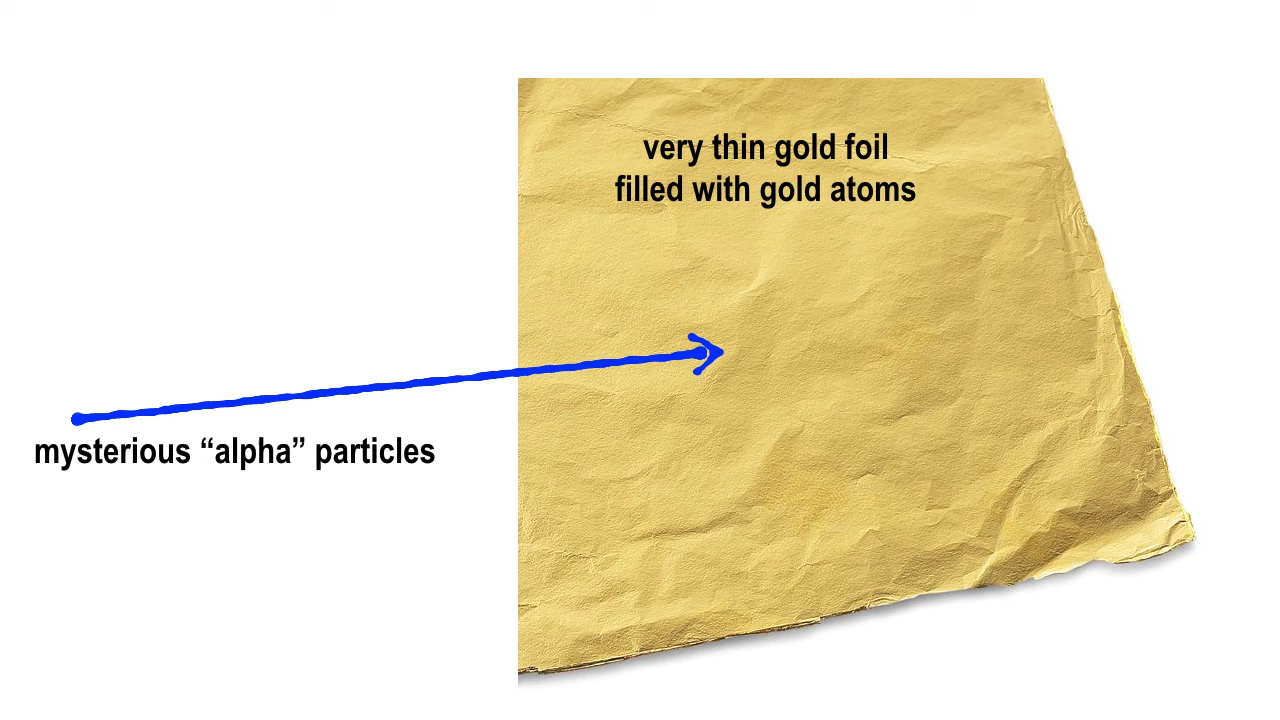 very thin gold foil
filled with gold atoms
mysterious “alpha” particles